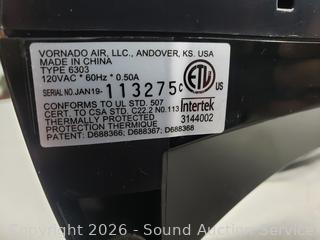 VORNADO AIR, LLC., ANDOVER, KS. USA
MADE IN CHINA
TYPE 6303
120VAC * 60Hz * 0.50A
SERIAL NO. JAN19- 113275 C
ETL US
CONFORMS TO UL STD. 507
CERT. TO CSA STD. C22.2 NO.113
Intertek
THERMALLY PROTECTED
3144002
PROTECTION THERMIQUE
PATENT: D688366; D688367; D688368
Copyright 2026 - Sound Auction Service